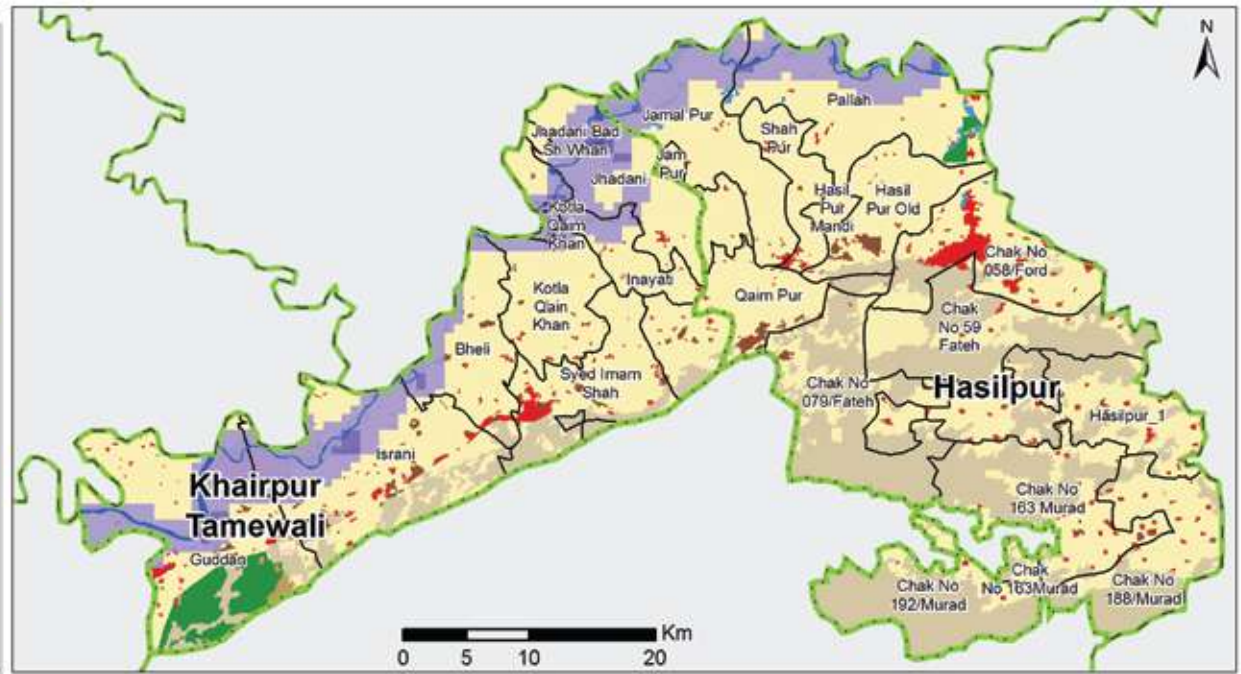 N
Pallah
Jamal Pur
Shah
Pur
Jhadani Bad
Sh Whan
Jam
Pur
Jhadani
Hasil
Pur
Mandi
Hasil
Pur Old
Kotla
Qaim
Khan
Chak No
058/Ford
Inayati
Kotla
Qain
Khan
Qaim Pur
Chak
No 59
Fateh
Bheli
Syed Imam
Shah
Chak No
079/Fateh
Hasilpur
Hasilpur_1
Israni
Khairpur
Tamewali
Chak No
163 Murad
Guddan
Chak No
192/Murad
Chak
No 163Murad
Chak No
188/Murad
Km
0 5 10 20